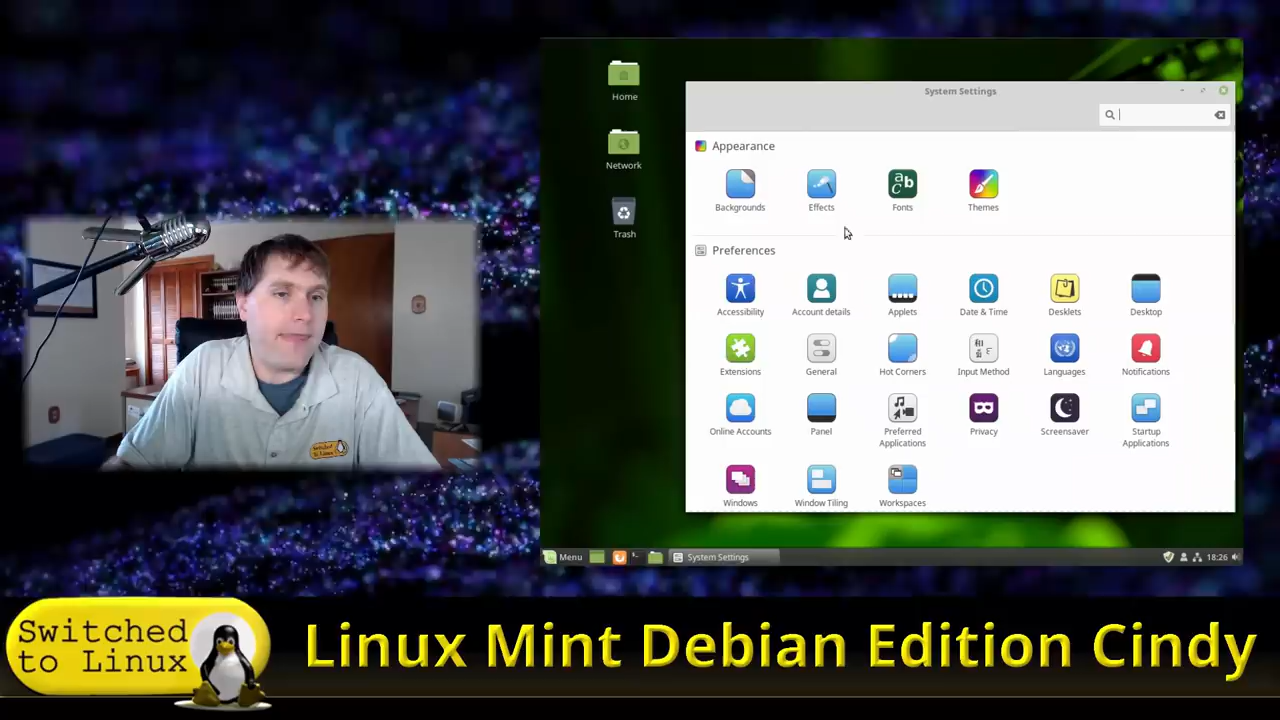 Home
Network
Trash
System Settings
Appearance
Backgrounds
Effects
Fonts
Themes
Preferences
Accessibility
Account details
Applets
Date & Time
Desklets
Desktop
Extensions
General
Hot Corners
Input Method
Languages
Notifications
Online Accounts
Panel
Preferred
Applications
Privacy
Screensaver
Startup
Applications
Windows
Window Tiling
Workspaces
Menu
System Settings
18:26
Switched
to Linux
Linux Mint Debian Edition Cindy